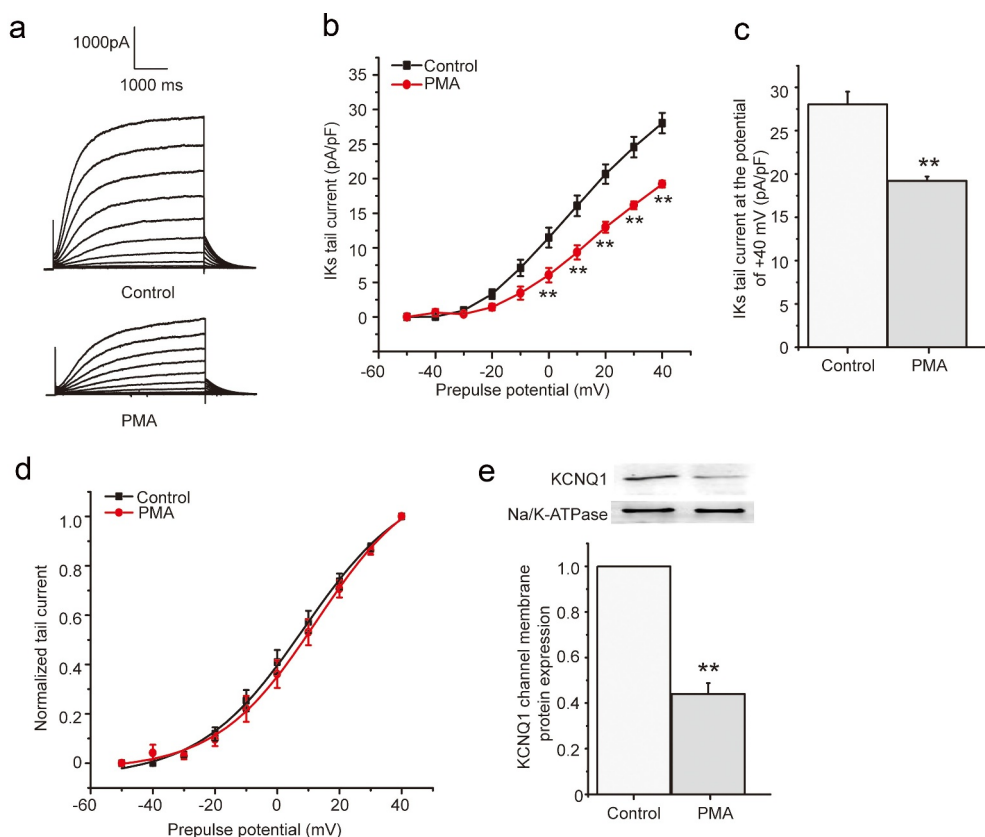 a
1000pA
1000 ms
Control
PMA
b
Control
PMA
IKs tail current (pA/pF)
35
30
25
20
15
10
5
0
** ** ** ** **
-60 -40 -20 0 20 40
Prepulse potential (mV)
c
IKs tail current at the potential
of +40 mV (pA/pF)
30
25
20
15
10
5
0
**
Control PMA
d
Control
PMA
Normalized tail current
1.0
0.8
0.6
0.4
0.2
0
-60 -40 -20 0 20 40
Prepulse potential (mV)
e
KCNQ1
Na/K-ATPase
KCNQ1 channel membrane
protein expression
1.0
0.8
0.6
0.4
0.2
0
**
Control PMA